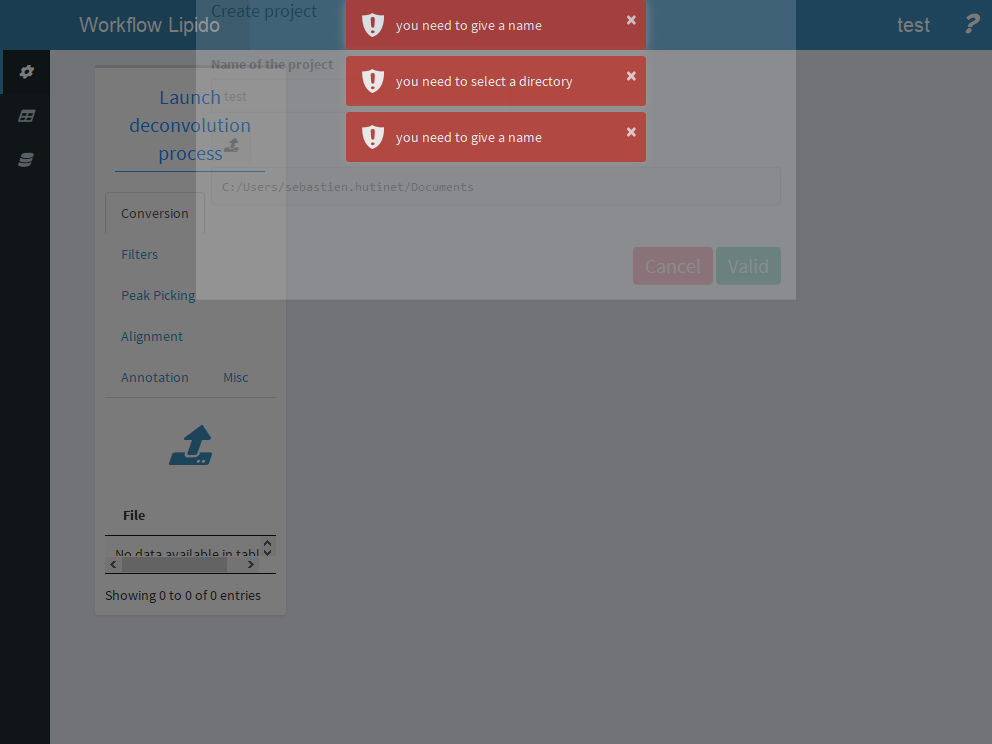 Create project
Workflow Lipido
test
?
you need to give a name
×
you need to select a directory
×
you need to give a name
×
Name of the project
test
Launch
deconvolution
process
C:/Users/sebastien.hutinet/Documents
Conversion
Filters
Peak Picking
Alignment
Annotation Misc
Cancel Valid
File
No data available in tabl
Showing 0 to 0 of 0 entries